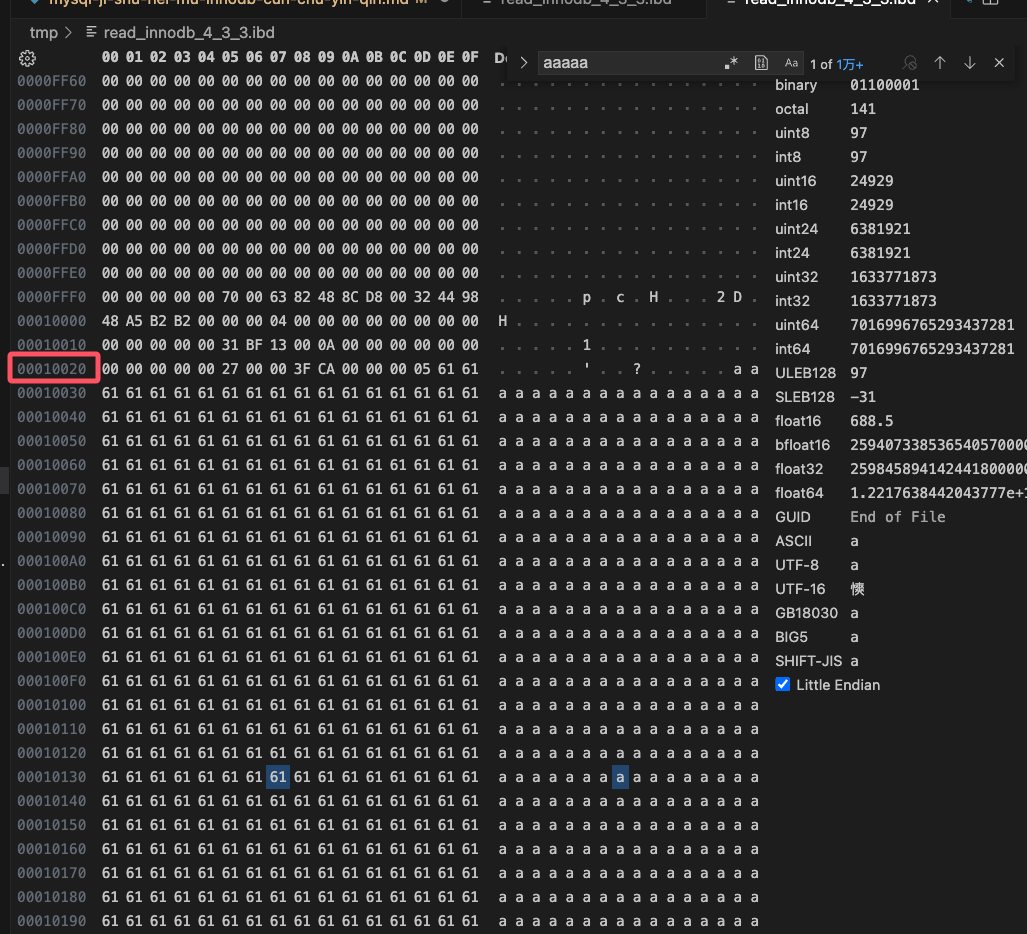 mysql-ji-shu-nei-mu-innodb-cun-chu-yin-qing.md M
read_innodb_4_3_3.ibd
read_innodb_4_3_3.ibd
tmp > read_innodb_4_3_3.ibd
00 01 02 03 04 05 06 07 08 09 0A 0B 0C 0D 0E 0F
aaaaa
Aa
1 of 1万+
0000FF60 00 00 00 00 00 00 00 00 00 00 00 00 00 00 00 00 . . . . . . . . . . . . . . . .
0000FF70 00 00 00 00 00 00 00 00 00 00 00 00 00 00 00 00 . . . . . . . . . . . . . . . .
0000FF80 00 00 00 00 00 00 00 00 00 00 00 00 00 00 00 00 . . . . . . . . . . . . . . . .
0000FF90 00 00 00 00 00 00 00 00 00 00 00 00 00 00 00 00 . . . . . . . . . . . . . . . .
0000FFA0 00 00 00 00 00 00 00 00 00 00 00 00 00 00 00 00 . . . . . . . . . . . . . . . .
0000FFB0 00 00 00 00 00 00 00 00 00 00 00 00 00 00 00 00 . . . . . . . . . . . . . . . .
0000FFC0 00 00 00 00 00 00 00 00 00 00 00 00 00 00 00 00 . . . . . . . . . . . . . . . .
0000FFD0 00 00 00 00 00 00 00 00 00 00 00 00 00 00 00 00 . . . . . . . . . . . . . . . .
0000FFE0 00 00 00 00 00 00 00 00 00 00 00 00 00 00 00 00 . . . . . . . . . . . . . . . .
0000FFF0 00 00 00 00 00 70 00 63 82 48 8C D8 00 32 44 98 . . . . . p . c . H . . . 2 D .
00010000 48 A5 B2 B2 00 00 00 04 00 00 00 00 00 00 00 00 H . . . . . . . . . . . . . . .
00010010 00 00 00 00 00 31 BF 13 00 0A 00 00 00 00 00 00 . . . . . 1 . . . . . . . . . .
00010020 00 00 00 00 00 27 00 00 3F CA 00 00 00 05 61 61 . . . . . ' . . ? . . . . . a a
00010030 61 61 61 61 61 61 61 61 61 61 61 61 61 61 61 61 a a a a a a a a a a a a a a a a
00010040 61 61 61 61 61 61 61 61 61 61 61 61 61 61 61 61 a a a a a a a a a a a a a a a a
00010050 61 61 61 61 61 61 61 61 61 61 61 61 61 61 61 61 a a a a a a a a a a a a a a a a
00010060 61 61 61 61 61 61 61 61 61 61 61 61 61 61 61 61 a a a a a a a a a a a a a a a a
00010070 61 61 61 61 61 61 61 61 61 61 61 61 61 61 61 61 a a a a a a a a a a a a a a a a
00010080 61 61 61 61 61 61 61 61 61 61 61 61 61 61 61 61 a a a a a a a a a a a a a a a a
00010090 61 61 61 61 61 61 61 61 61 61 61 61 61 61 61 61 a a a a a a a a a a a a a a a a
000100A0 61 61 61 61 61 61 61 61 61 61 61 61 61 61 61 61 a a a a a a a a a a a a a a a a
000100B0 61 61 61 61 61 61 61 61 61 61 61 61 61 61 61 61 a a a a a a a a a a a a a a a a
000100C0 61 61 61 61 61 61 61 61 61 61 61 61 61 61 61 61 a a a a a a a a a a a a a a a a
000100D0 61 61 61 61 61 61 61 61 61 61 61 61 61 61 61 61 a a a a a a a a a a a a a a a a
000100E0 61 61 61 61 61 61 61 61 61 61 61 61 61 61 61 61 a a a a a a a a a a a a a a a a
000100F0 61 61 61 61 61 61 61 61 61 61 61 61 61 61 61 61 a a a a a a a a a a a a a a a a
00010100 61 61 61 61 61 61 61 61 61 61 61 61 61 61 61 61 a a a a a a a a a a a a a a a a
00010110 61 61 61 61 61 61 61 61 61 61 61 61 61 61 61 61 a a a a a a a a a a a a a a a a
00010120 61 61 61 61 61 61 61 61 61 61 61 61 61 61 61 61 a a a a a a a a a a a a a a a a
00010130 61 61 61 61 61 61 61 61 61 61 61 61 61 61 61 61 a a a a a a a a a a a a a a a a
00010140 61 61 61 61 61 61 61 61 61 61 61 61 61 61 61 61 a a a a a a a a a a a a a a a a
00010150 61 61 61 61 61 61 61 61 61 61 61 61 61 61 61 61 a a a a a a a a a a a a a a a a
00010160 61 61 61 61 61 61 61 61 61 61 61 61 61 61 61 61 a a a a a a a a a a a a a a a a
00010170 61 61 61 61 61 61 61 61 61 61 61 61 61 61 61 61 a a a a a a a a a a a a a a a a
00010180 61 61 61 61 61 61 61 61 61 61 61 61 61 61 61 61 a a a a a a a a a a a a a a a a
00010190 61 61 61 61 61 61 61 61 61 61 61 61 61 61 61 61 a a a a a a a a a a a a a a a a
binary 01100001
octal 141
uint8 97
int8 97
uint16 24929
int16 24929
uint24 6381921
int24 6381921
uint32 1633771873
int32 1633771873
uint64 7016996765293437281
int64 7016996765293437281
ULEB128 97
SLEB128 -31
float16 688.5
bfloat16 259407338536540570000
float32 259845894142441800000
float64 1.2217638442043777e+1
GUID End of File
ASCII a
UTF-8 a
UTF-16 慡
GB18030 a
BIG5 a
SHIFT-JIS a
Little Endian